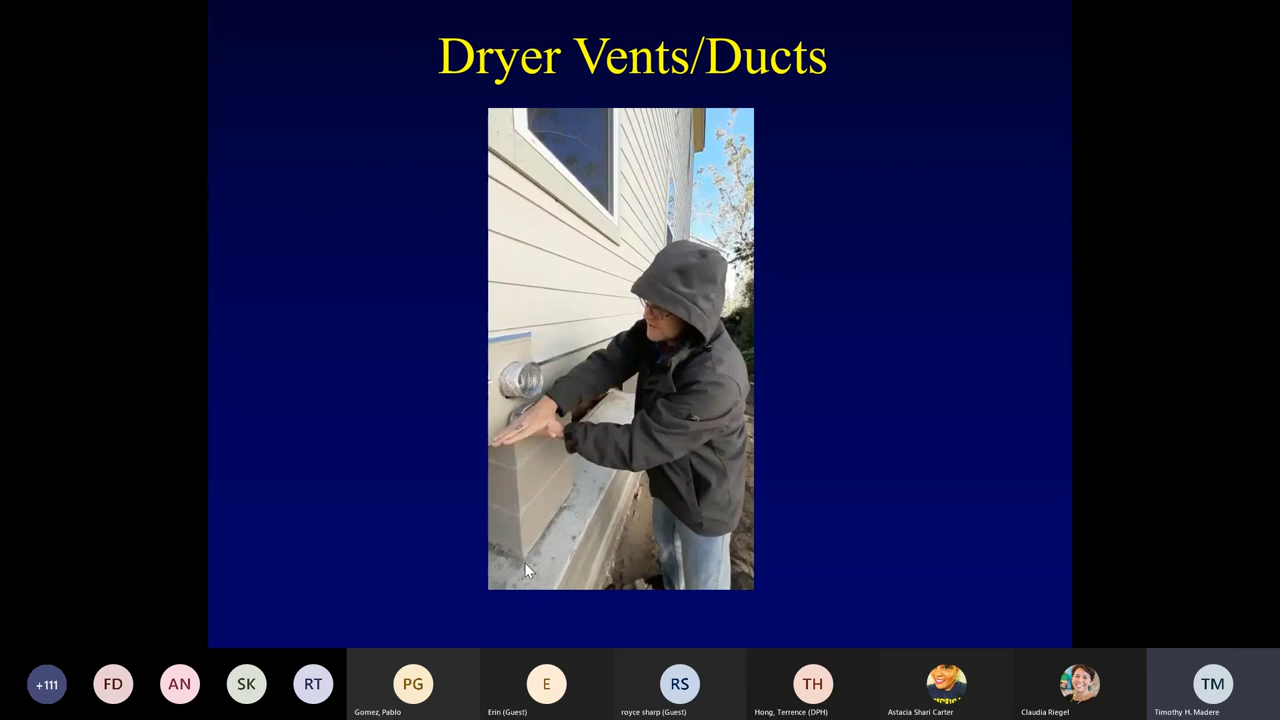 Dryer Vents/Ducts
+111
FD
AN
SK
RT
PG
E
RS
TH
TM
Gomez, Pablo
Erin (Guest)
royce sharp (Guest)
Hong, Terrence (DPH)
Astacia Shari Carter
Claudia Riegel
Timothy H. Madere